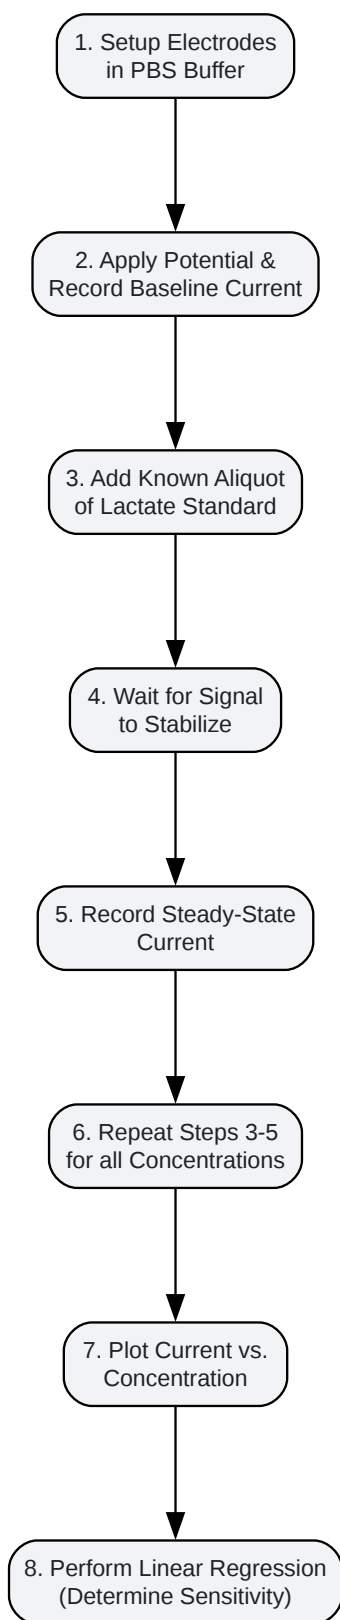 1. Setup Electrodes
in PBS Buffer
2. Apply Potential &
Record Baseline Current
3. Add Known Aliquot
of Lactate Standard
4. Wait for Signal
to Stabilize
5. Record Steady-State
Current
6. Repeat Steps 3-5
for all Concentrations
7. Plot Current vs.
Concentration
8. Perform Linear Regression
(Determine Sensitivity)